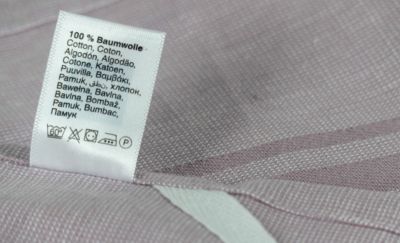 100 % Baumwolle
Cotton, Coton,
Algodón, Algodão,
Cotone, Katoen,
Puuvilla, Βαμβάκι,
Pamuk, قطن, хлопок,
Bawełna, Bavlna,
Bavlna, Bombaž,
Pamuk, Bumbac,
Памук
60° P